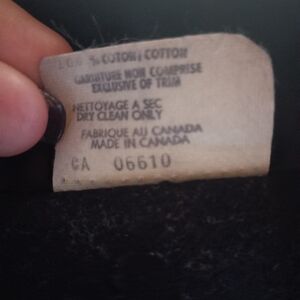 100 % COTON / COTTON
GARNITURE NON COMPRISE
EXCLUSIVE OF TRIM
NETTOYAGE A SEC
DRY CLEAN ONLY
FABRIQUE AU CANADA
MADE IN CANADA
CA 06610